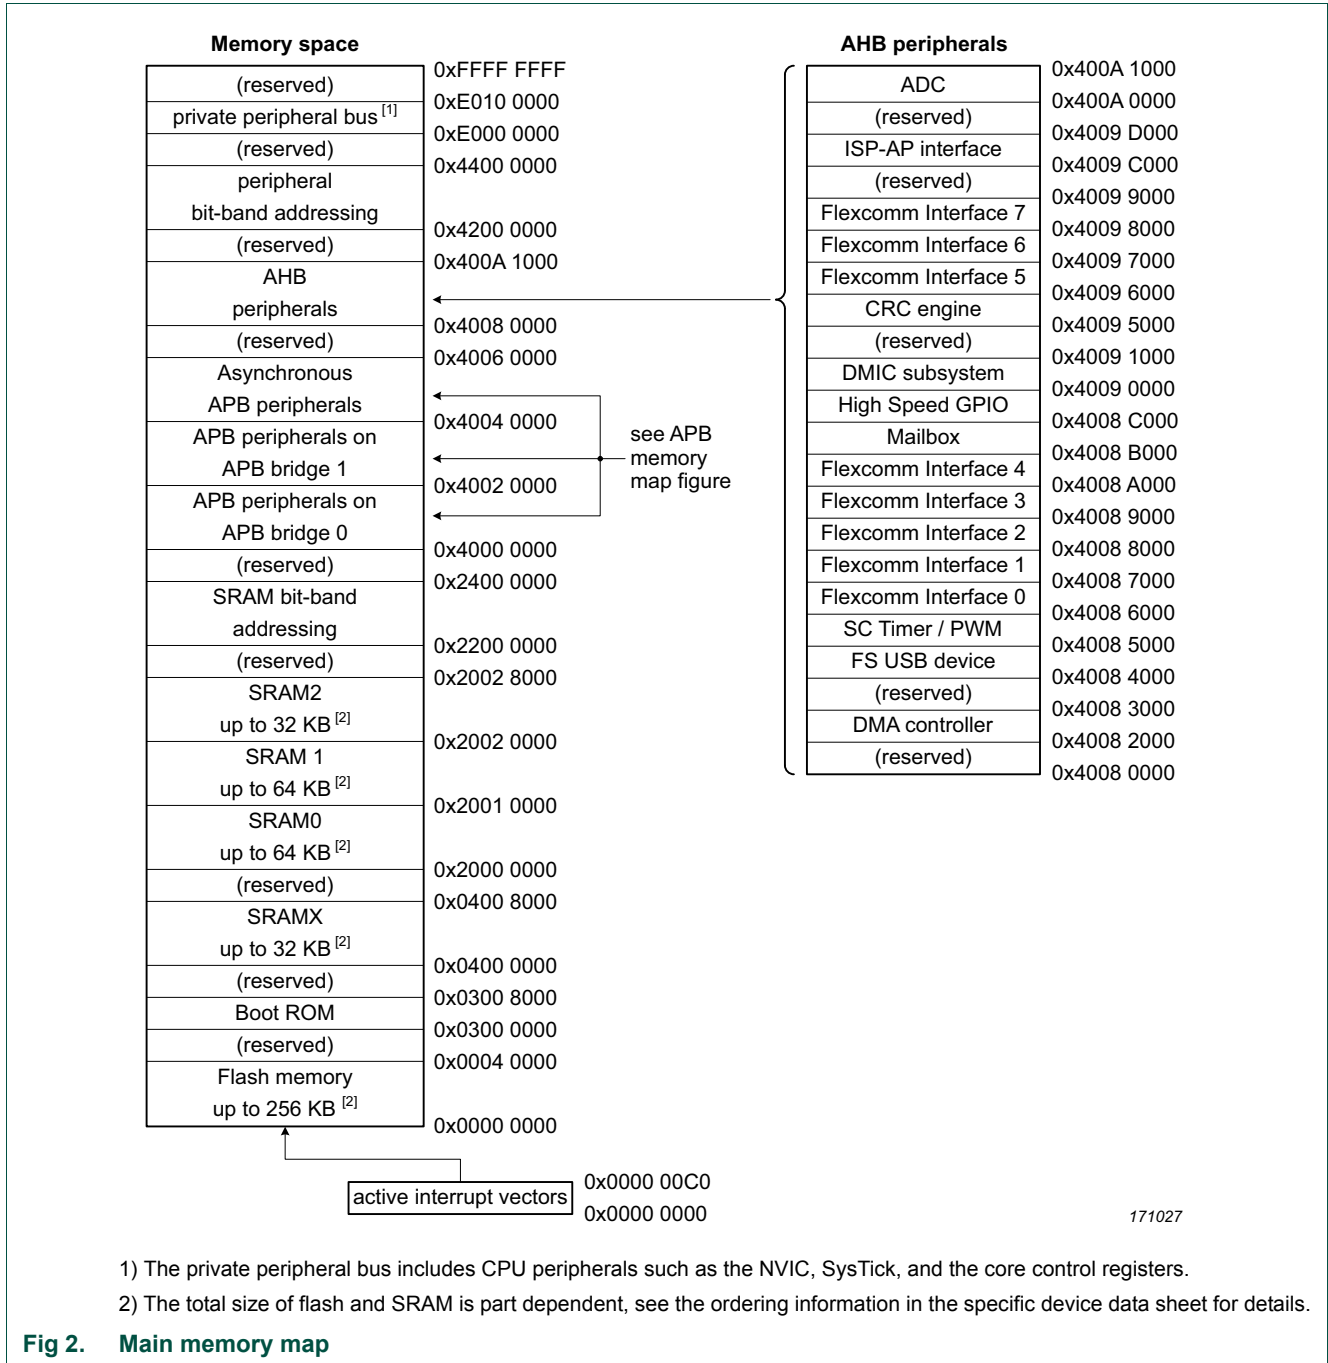 Memory space
0xFFFF FFFF
(reserved)
0xE010 0000
private peripheral bus [1]
0xE000 0000
(reserved)
0x4400 0000
peripheral
bit-band addressing
0x4200 0000
(reserved)
0x400A 1000
AHB
peripherals
0x4008 0000
(reserved)
0x4006 0000
Asynchronous
APB peripherals
0x4004 0000
APB peripherals on
APB bridge 1
0x4002 0000
APB peripherals on
APB bridge 0
0x4000 0000
(reserved)
0x2400 0000
SRAM bit-band
addressing
0x2200 0000
(reserved)
0x2002 8000
SRAM2
up to 32 KB [2]
0x2002 0000
SRAM 1
up to 64 KB [2]
0x2001 0000
SRAM0
up to 64 KB [2]
0x2000 0000
(reserved)
0x0400 8000
SRAMX
up to 32 KB [2]
0x0400 0000
(reserved)
0x0300 8000
Boot ROM
0x0300 0000
(reserved)
0x0004 0000
Flash memory
up to 256 KB [2]
0x0000 0000
active interrupt vectors
0x0000 00C0
0x0000 0000
see APB
memory
map figure
AHB peripherals
0x400A 1000
ADC
0x400A 0000
(reserved)
0x4009 D000
ISP-AP interface
0x4009 C000
(reserved)
0x4009 9000
Flexcomm Interface 7
0x4009 8000
Flexcomm Interface 6
0x4009 7000
Flexcomm Interface 5
0x4009 6000
CRC engine
0x4009 5000
(reserved)
0x4009 1000
DMIC subsystem
0x4009 0000
High Speed GPIO
0x4008 C000
Mailbox
0x4008 B000
Flexcomm Interface 4
0x4008 A000
Flexcomm Interface 3
0x4008 9000
Flexcomm Interface 2
0x4008 8000
Flexcomm Interface 1
0x4008 7000
Flexcomm Interface 0
0x4008 6000
SC Timer / PWM
0x4008 5000
FS USB device
0x4008 4000
(reserved)
0x4008 3000
DMA controller
0x4008 2000
(reserved)
0x4008 0000
171027
1) The private peripheral bus includes CPU peripherals such as the NVIC, SysTick, and the core control registers.
2) The total size of flash and SRAM is part dependent, see the ordering information in the specific device data sheet for details.
Fig 2. Main memory map